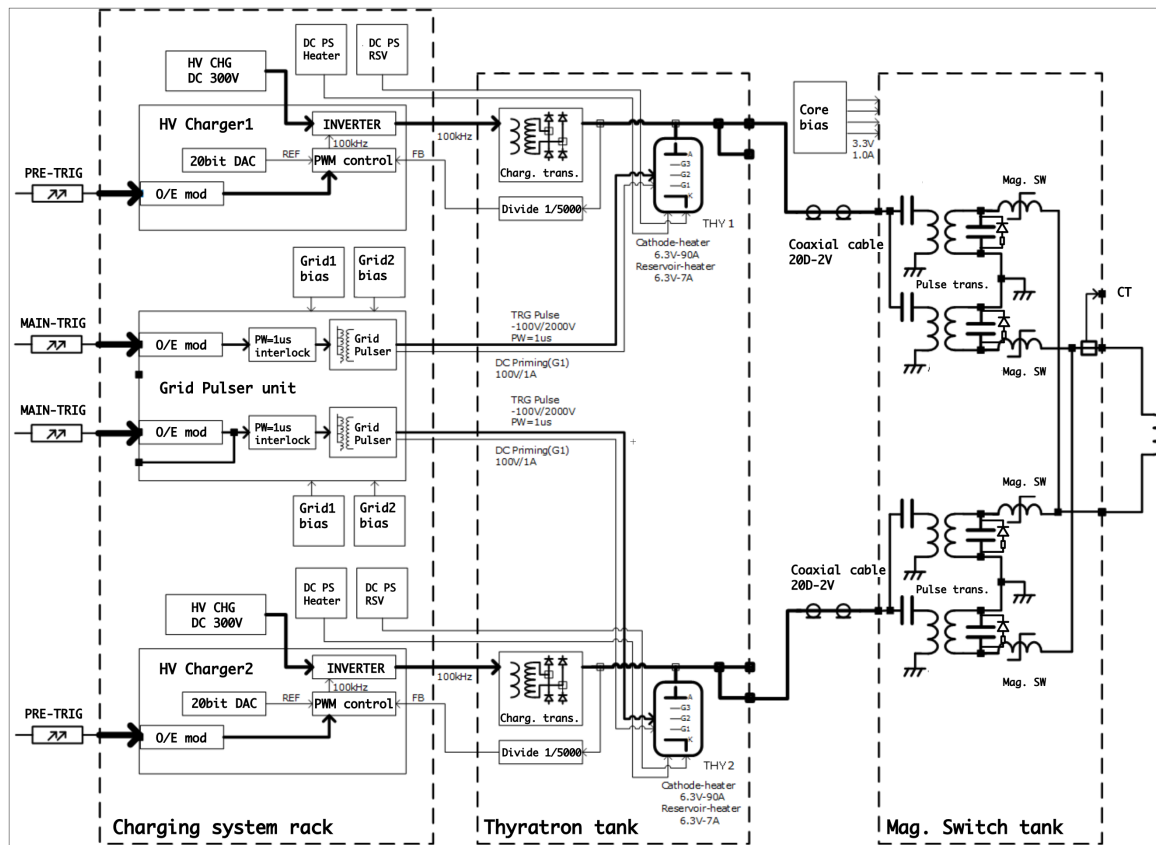 HV CHG
DC 300V
DC PS
Heater
DC PS
RSV
HV Charger1
INVERTER
100kHz
20bit DAC
REF
PWM control
FB
PRE-TRIG
O/E mod
100kHz
Charg. trans.
Divide 1/5000
A
G3
G2
G1
K
THY 1
Cathode-heater
6.3V-90A
Reservoir-heater
6.3V-7A
Core
bias
3.3V
1.0A
Coaxial cable
20D-2V
Mag. SW
Pulse trans.
Mag. SW
CT
Grid1
bias
Grid2
bias
MAIN-TRIG
O/E mod
PW=1us
interlock
Grid
Pulser
TRG Pulse
-100V/2000V
PW=1us
DC Priming(G1)
100V/1A
Grid Pulser unit
MAIN-TRIG
O/E mod
PW=1us
interlock
Grid
Pulser
TRG Pulse
-100V/2000V
PW=1us
DC Priming(G1)
100V/1A
Grid1
bias
Grid2
bias
HV CHG
DC 300V
DC PS
Heater
DC PS
RSV
HV Charger2
INVERTER
100kHz
20bit DAC
REF
PWM control
FB
PRE-TRIG
O/E mod
100kHz
Charg. trans.
Divide 1/5000
A
G3
G2
G1
K
THY 2
Cathode-heater
6.3V-90A
Reservoir-heater
6.3V-7A
Coaxial cable
20D-2V
Mag. SW
Pulse trans.
Mag. SW
Charging system rack
Thyratron tank
Mag. Switch tank